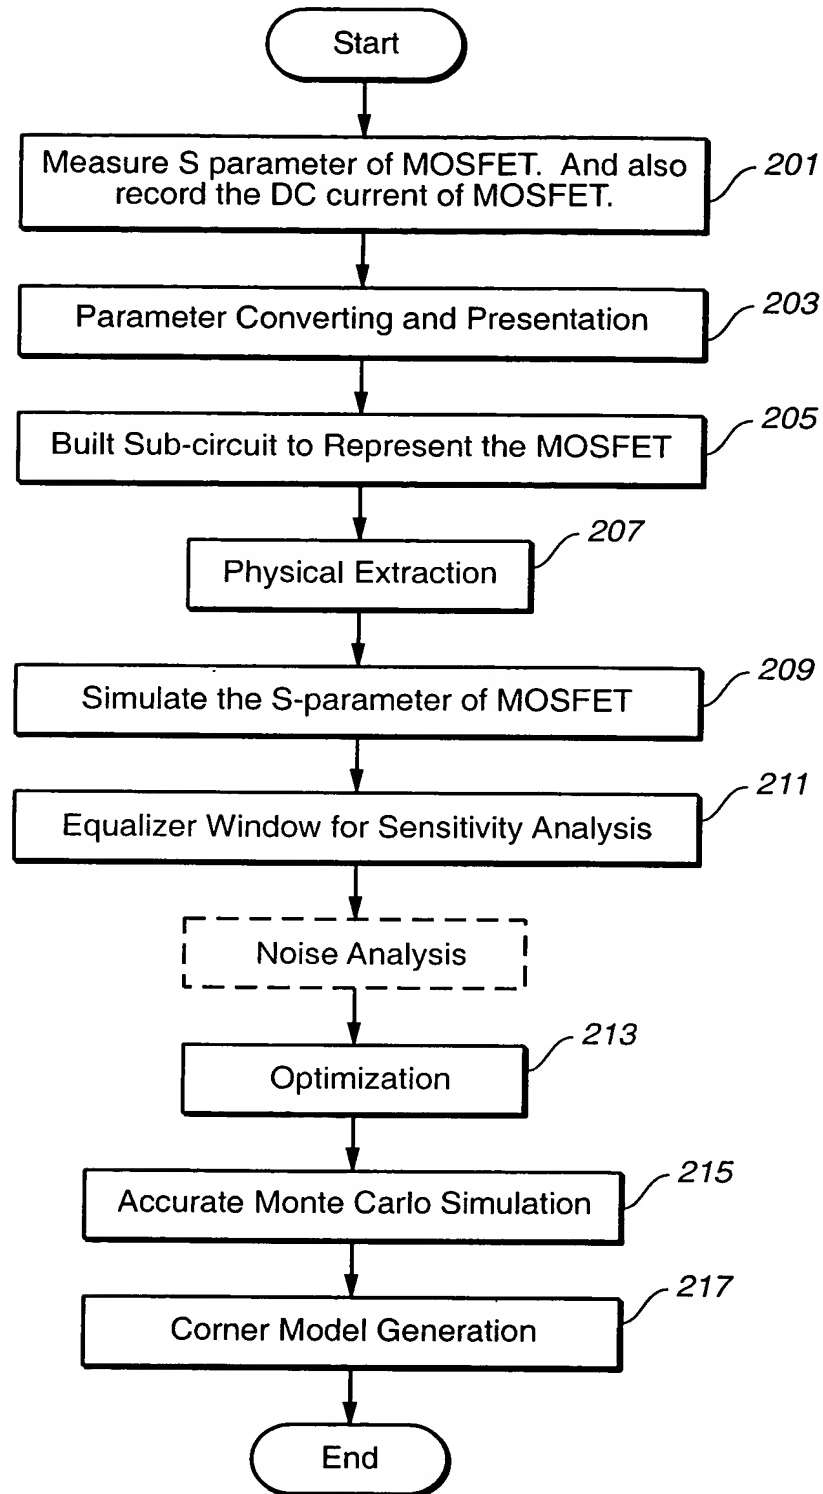 Start
Measure S parameter of MOSFET. And also
record the DC current of MOSFET.
201
Parameter Converting and Presentation
203
Built Sub-circuit to Represent the MOSFET
205
Physical Extraction
207
Simulate the S-parameter of MOSFET
209
Equalizer Window for Sensitivity Analysis
211
Noise Analysis
Optimization
213
Accurate Monte Carlo Simulation
215
Corner Model Generation
217
End